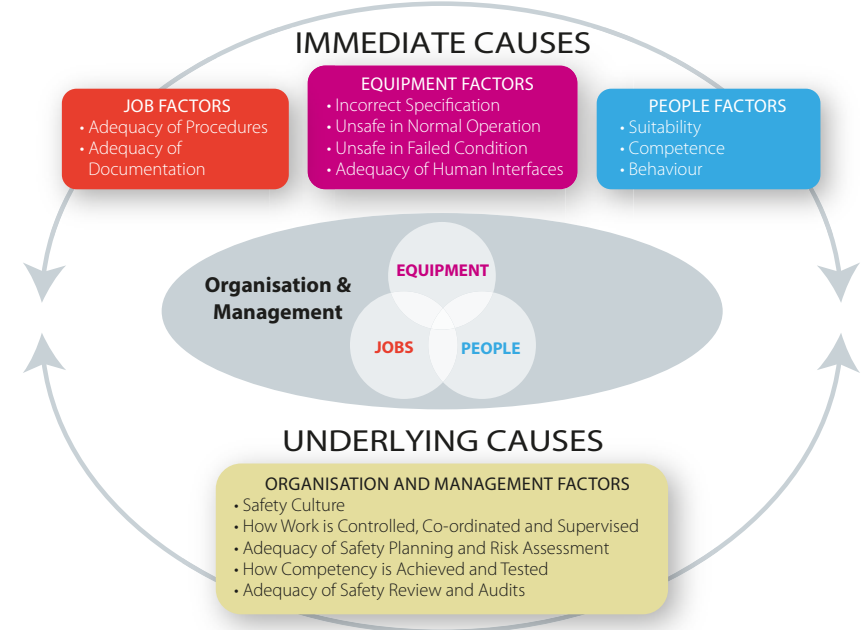 IMMEDIATE CAUSES
JOB FACTORS
• Adequacy of Procedures
• Adequacy of
Documentation
EQUIPMENT FACTORS
• Incorrect Specification
• Unsafe in Normal Operation
• Unsafe in Failed Condition
• Adequacy of Human Interfaces
PEOPLE FACTORS
• Suitability
• Competence
• Behaviour
Organisation &
Management
EQUIPMENT
JOBS
PEOPLE
UNDERLYING CAUSES
ORGANISATION AND MANAGEMENT FACTORS
• Safety Culture
• How Work is Controlled, Co-ordinated and Supervised
• Adequacy of Safety Planning and Risk Assessment
• How Competency is Achieved and Tested
• Adequacy of Safety Review and Audits